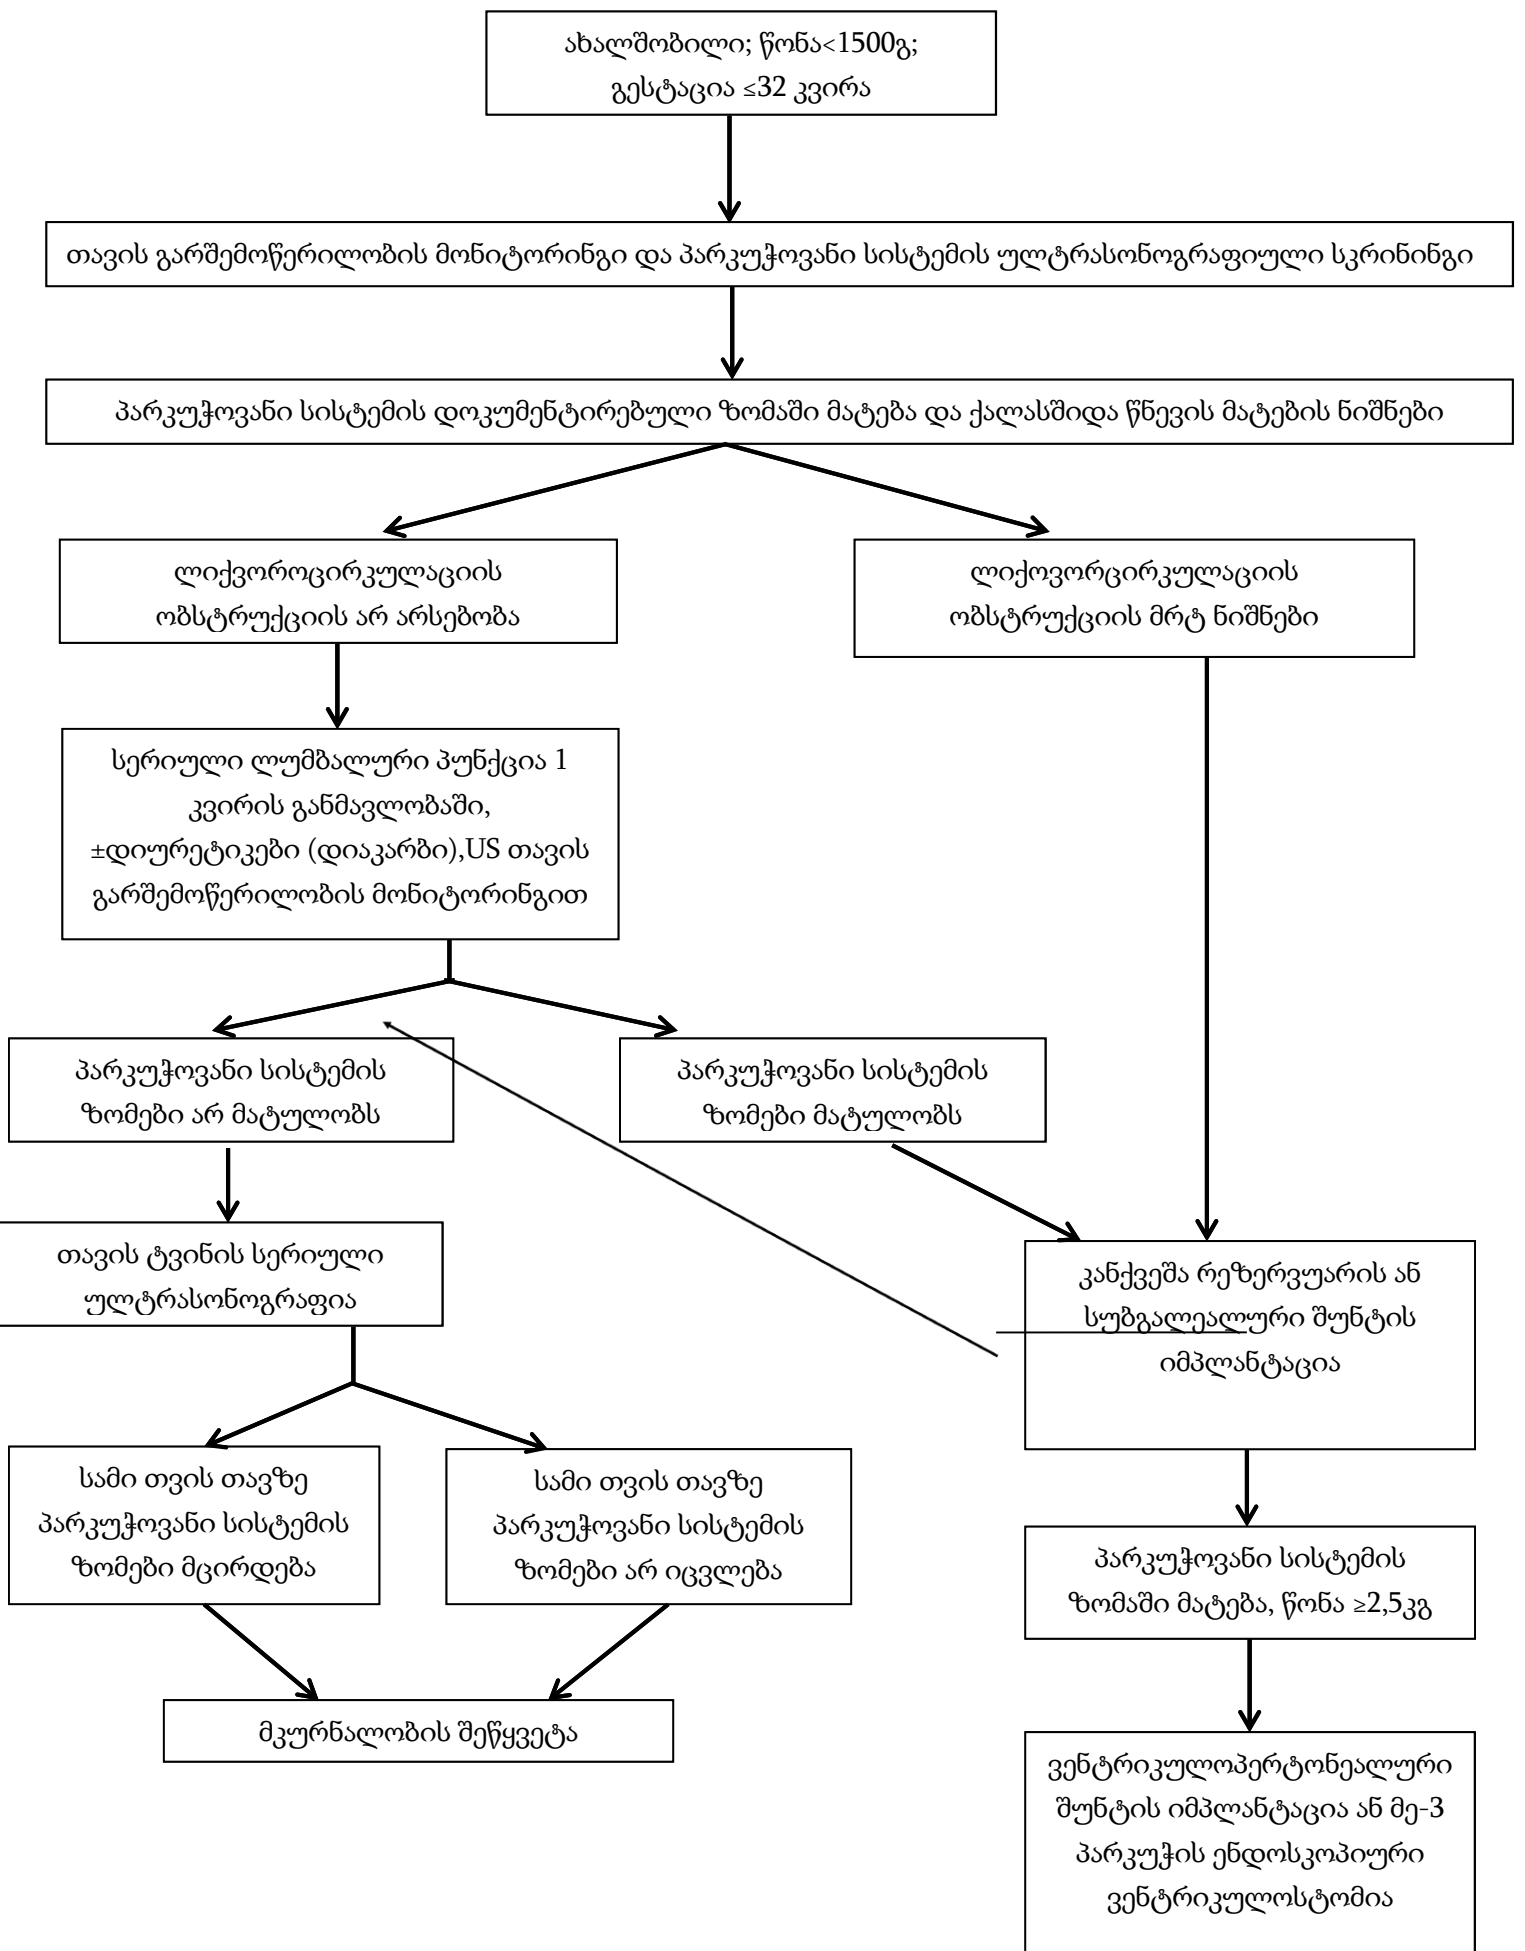 ახალშობილი; წონა<1500გ;
გესტაცია ≤32 კვირა
თავის გარშემოწერილობის მონიტორინგი და პარკუჭოვანი სისტემის ულტრასონოგრაფიული სკრინინგი
პარკუჭოვანი სისტემის დოკუმენტირებული ზომაში მატება და ქალასშიდა წნევის მატების ნიშნები
ლიქვოროცირკულაციის
ობსტრუქციის არ არსებობა
ლიქოვორცირკულაციის
ობსტრუქციის მრტ ნიშნები
სერიული ლუმბალური პუნქცია 1
კვირის განმავლობაში,
±დიურეტიკები (დიაკარბი),US თავის
გარშემოწერილობის მონიტორინგით
პარკუჭოვანი სისტემის
ზომები არ მატულობს
პარკუჭოვანი სისტემის
ზომები მატულობს
თავის ტვინის სერიული
ულტრასონოგრაფია
კანქვეშა რეზერვუარის ან
სუბგალეალური შუნტის
იმპლანტაცია
სამი თვის თავზე
პარკუჭოვანი სისტემის
ზომები მცირდება
სამი თვის თავზე
პარკუჭოვანი სისტემის
ზომები არ იცვლება
პარკუჭოვანი სისტემის
ზომაში მატება, წონა ≥2,5კგ
მკურნალობის შეწყვეტა
ვენტრიკულოპერტონეალური
შუნტის იმპლანტაცია ან მე-3
პარკუჭის ენდოსკოპიური
ვენტრიკულოსტომია